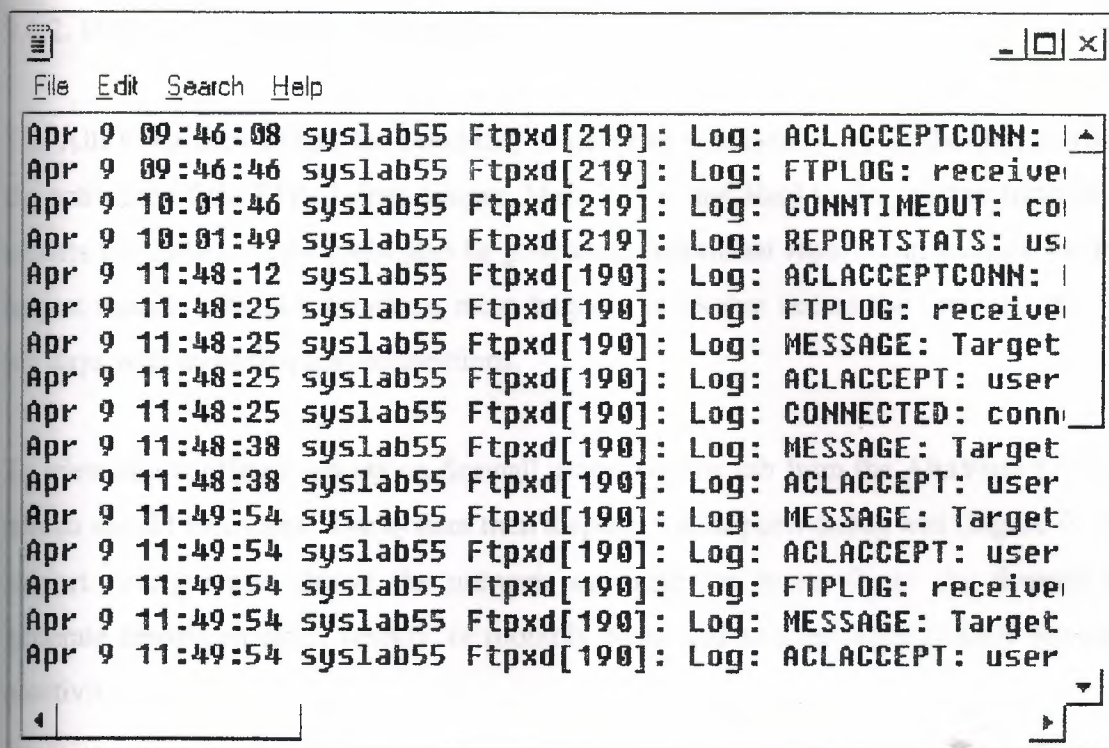 File Edit Search Help
Apr 9 09:46:08 syslab55 Ftpxd[219]: Log: ACLACCEPTCONN:
Apr 9 09:46:46 syslab55 Ftpxd[219]: Log: FTPLOG: receive
Apr 9 10:01:46 syslab55 Ftpxd[219]: Log: CONNTIMEOUT: co
Apr 9 10:01:49 syslab55 Ftpxd[219]: Log: REPORTSTATS: us
Apr 9 11:48:12 syslab55 Ftpxd[190]: Log: ACLACCEPTCONN:
Apr 9 11:48:25 syslab55 Ftpxd[190]: Log: FTPLOG: receive
Apr 9 11:48:25 syslab55 Ftpxd[190]: Log: MESSAGE: Target
Apr 9 11:48:25 syslab55 Ftpxd[190]: Log: ACLACCEPT: user
Apr 9 11:48:25 syslab55 Ftpxd[190]: Log: CONNECTED: conn
Apr 9 11:48:38 syslab55 Ftpxd[190]: Log: MESSAGE: Target
Apr 9 11:48:38 syslab55 Ftpxd[190]: Log: ACLACCEPT: user
Apr 9 11:49:54 syslab55 Ftpxd[190]: Log: MESSAGE: Target
Apr 9 11:49:54 syslab55 Ftpxd[190]: Log: ACLACCEPT: user
Apr 9 11:49:54 syslab55 Ftpxd[190]: Log: FTPLOG: receive
Apr 9 11:49:54 syslab55 Ftpxd[190]: Log: MESSAGE: Target
Apr 9 11:49:54 syslab55 Ftpxd[190]: Log: ACLACCEPT: user